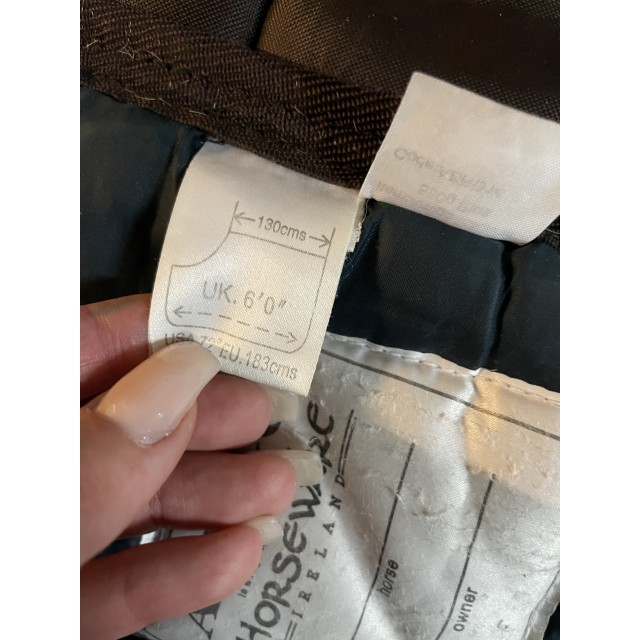 130cms
UK. 6'0"
USA.72" EU.183cms
HORSEWARE
IRELAND
horse
owner